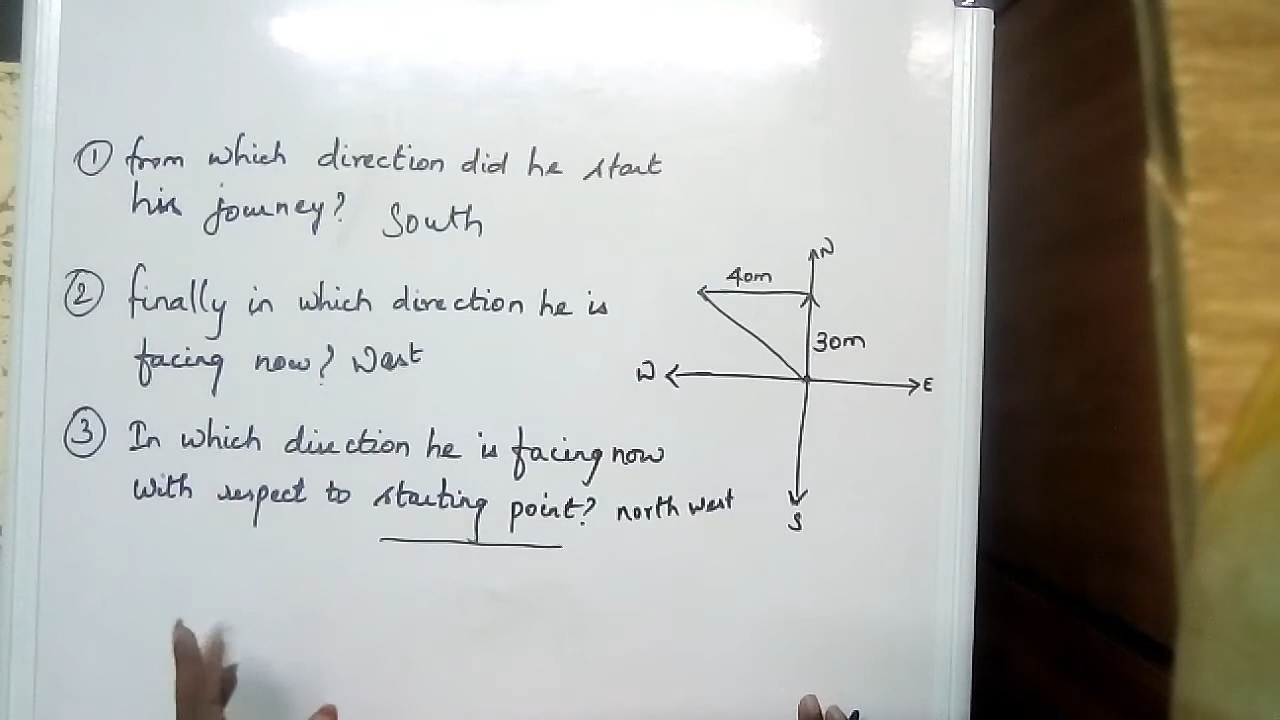 ① from which direction did he start
his journey? South
② finally in which direction he is
facing now? West
③ In which direction he is facing now
with respect to starting point? north west
N
40m
30m
W
E
S